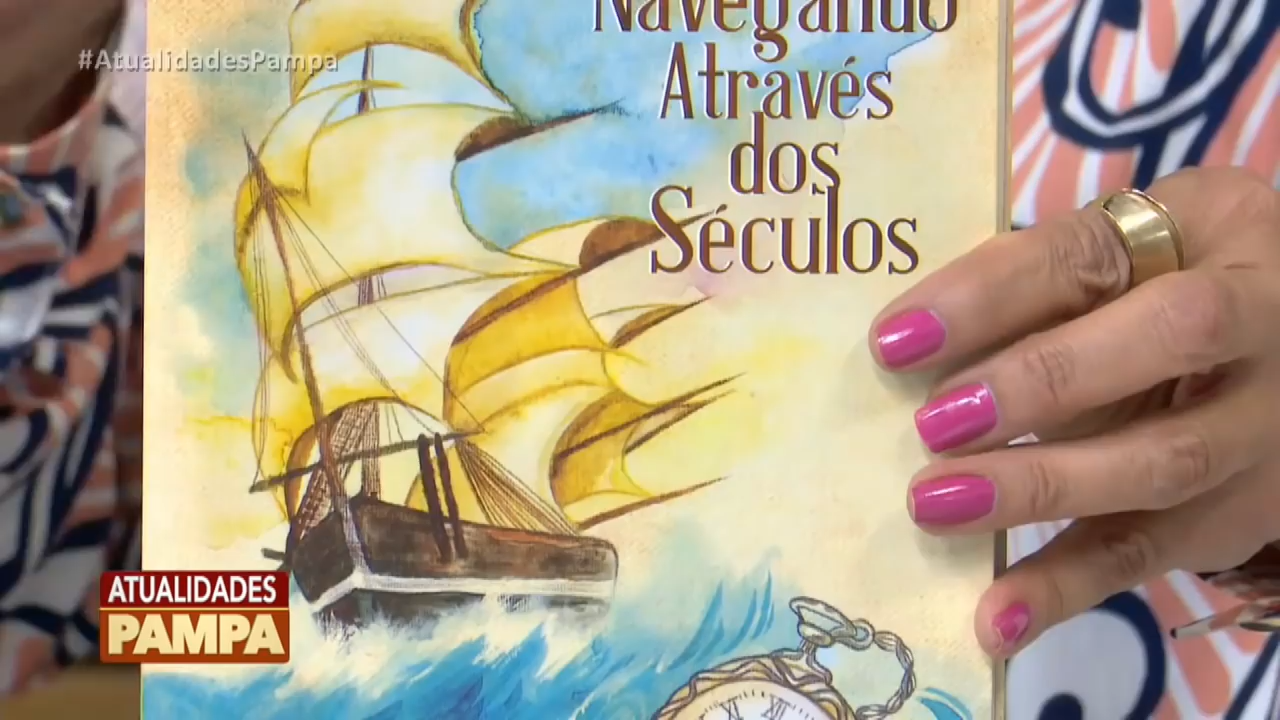 #AtualidadesPampa
Navegando
Através
dos
Séculos
ATUALIDADES
PAMPA